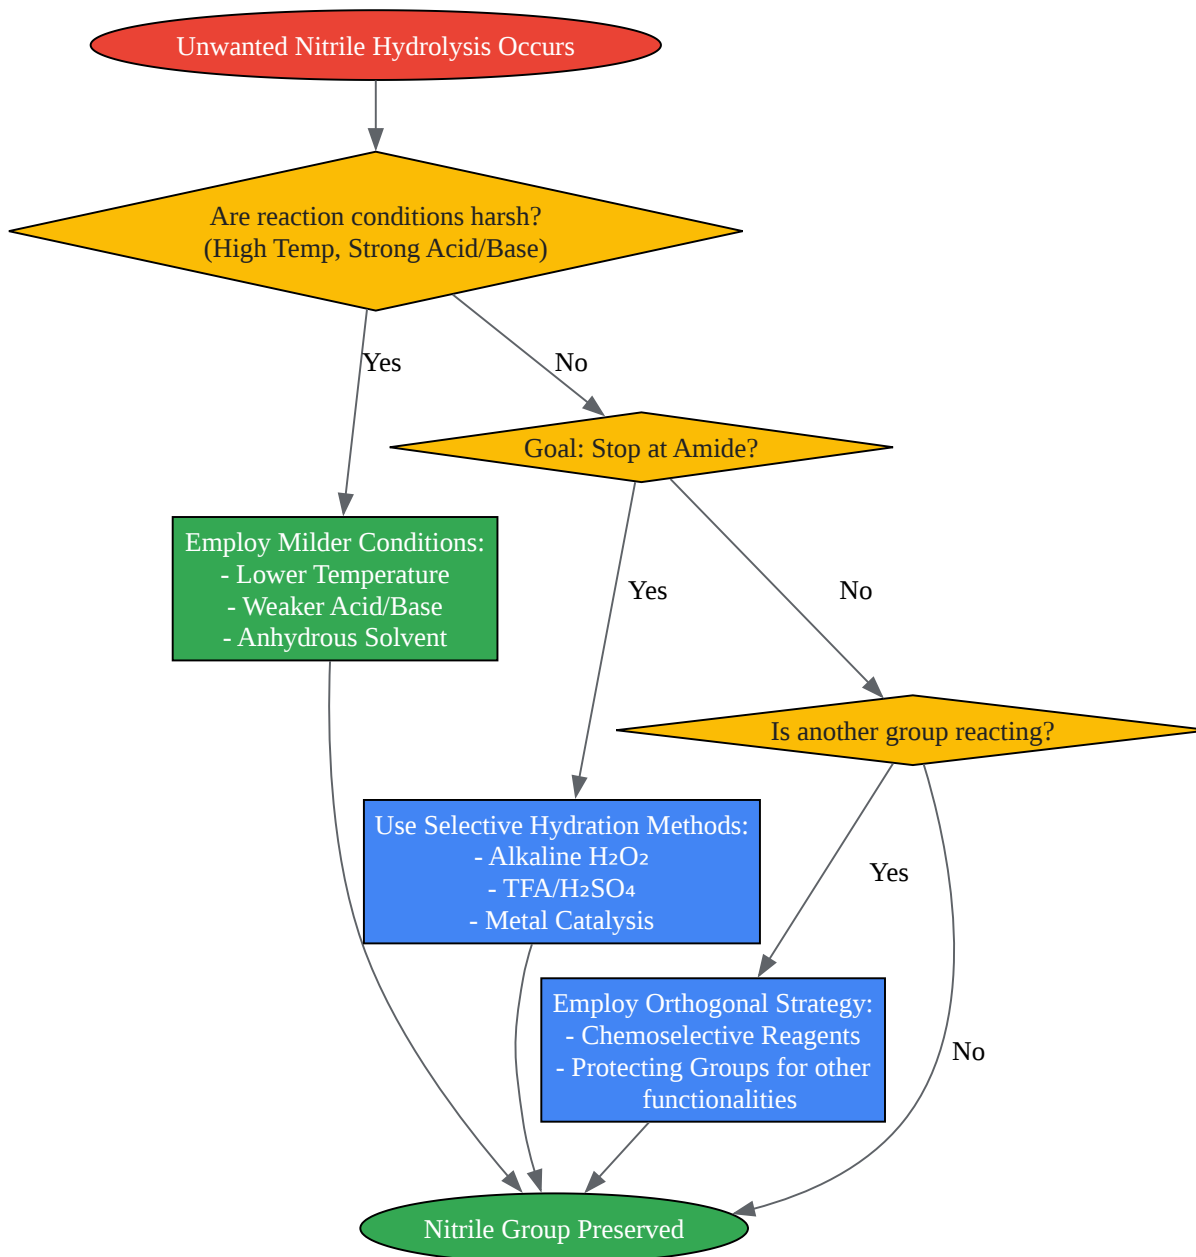 Unwanted Nitrile Hydrolysis Occurs
Are reaction conditions harsh?
(High Temp, Strong Acid/Base)
Yes
No
Goal: Stop at Amide?
Employ Milder Conditions:
- Lower Temperature
- Weaker Acid/Base
- Anhydrous Solvent
Yes
No
Is another group reacting?
Use Selective Hydration Methods:
- Alkaline H₂O₂
- TFA/H₂SO₄
- Metal Catalysis
Yes
Employ Orthogonal Strategy:
- Chemoselective Reagents
- Protecting Groups for other
functionalities
No
Nitrile Group Preserved